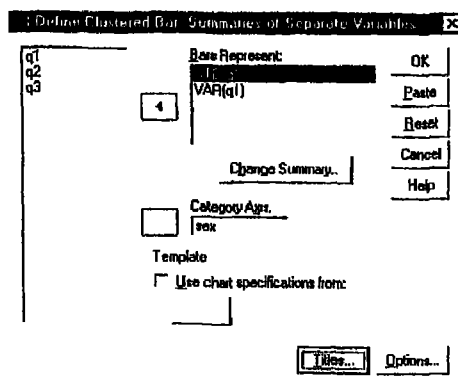 Define Clustered Bar: Summaries of Separate Variables
q1
q2
q3
Bars Represent:
VAR(q1)
Change Summary..
Category Axis:
sex
Template
Use chart specifications from:
OK
Paste
Reset
Cancel
Help
Titles...
Options...